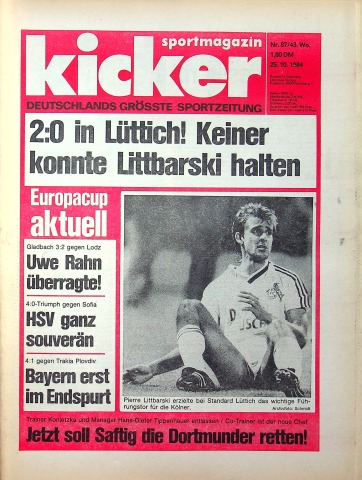 sportmagazin
kicker
DEUTSCHLANDS GRÖSSTE SPORTZEITUNG
Nr. 87/43. Wo.
1,80 DM
25. 10. 1984
2:0 in Lüttich! Keiner
konnte Littbarski halten
Europacup
aktuell
Gladbach 3:2 gegen Lodz
Uwe Rahn
überragte!
4:0-Triumph gegen Sofia
HSV ganz
souverän
4:1 gegen Trakia Plovdiv
Bayern erst
im Endspurt
Pierre Littbarski erzielte bei Standard Lüttich das wichtige Füh-
rungstor für die Kölner.
Trainer Konietzka und Manager Hans-Dieter Tippenhauer entlassen / Co-Trainer ist der neue Chef
Jetzt soll Saftig die Dortmunder retten!